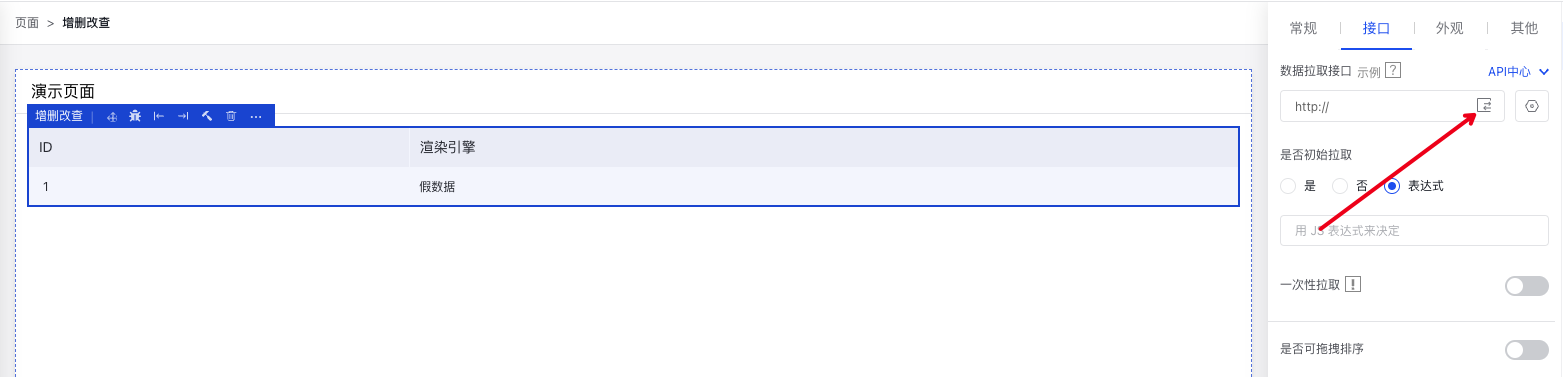 页面 > 增删改查
演示页面
增删改查
ID 渲染引擎
1 假数据
常规 接口 外观 其他
数据拉取接口 示例 ? API中心
http://
是否初始拉取
是 否 表达式
用 JS 表达式来决定
一次性拉取 !
是否可拖拽排序